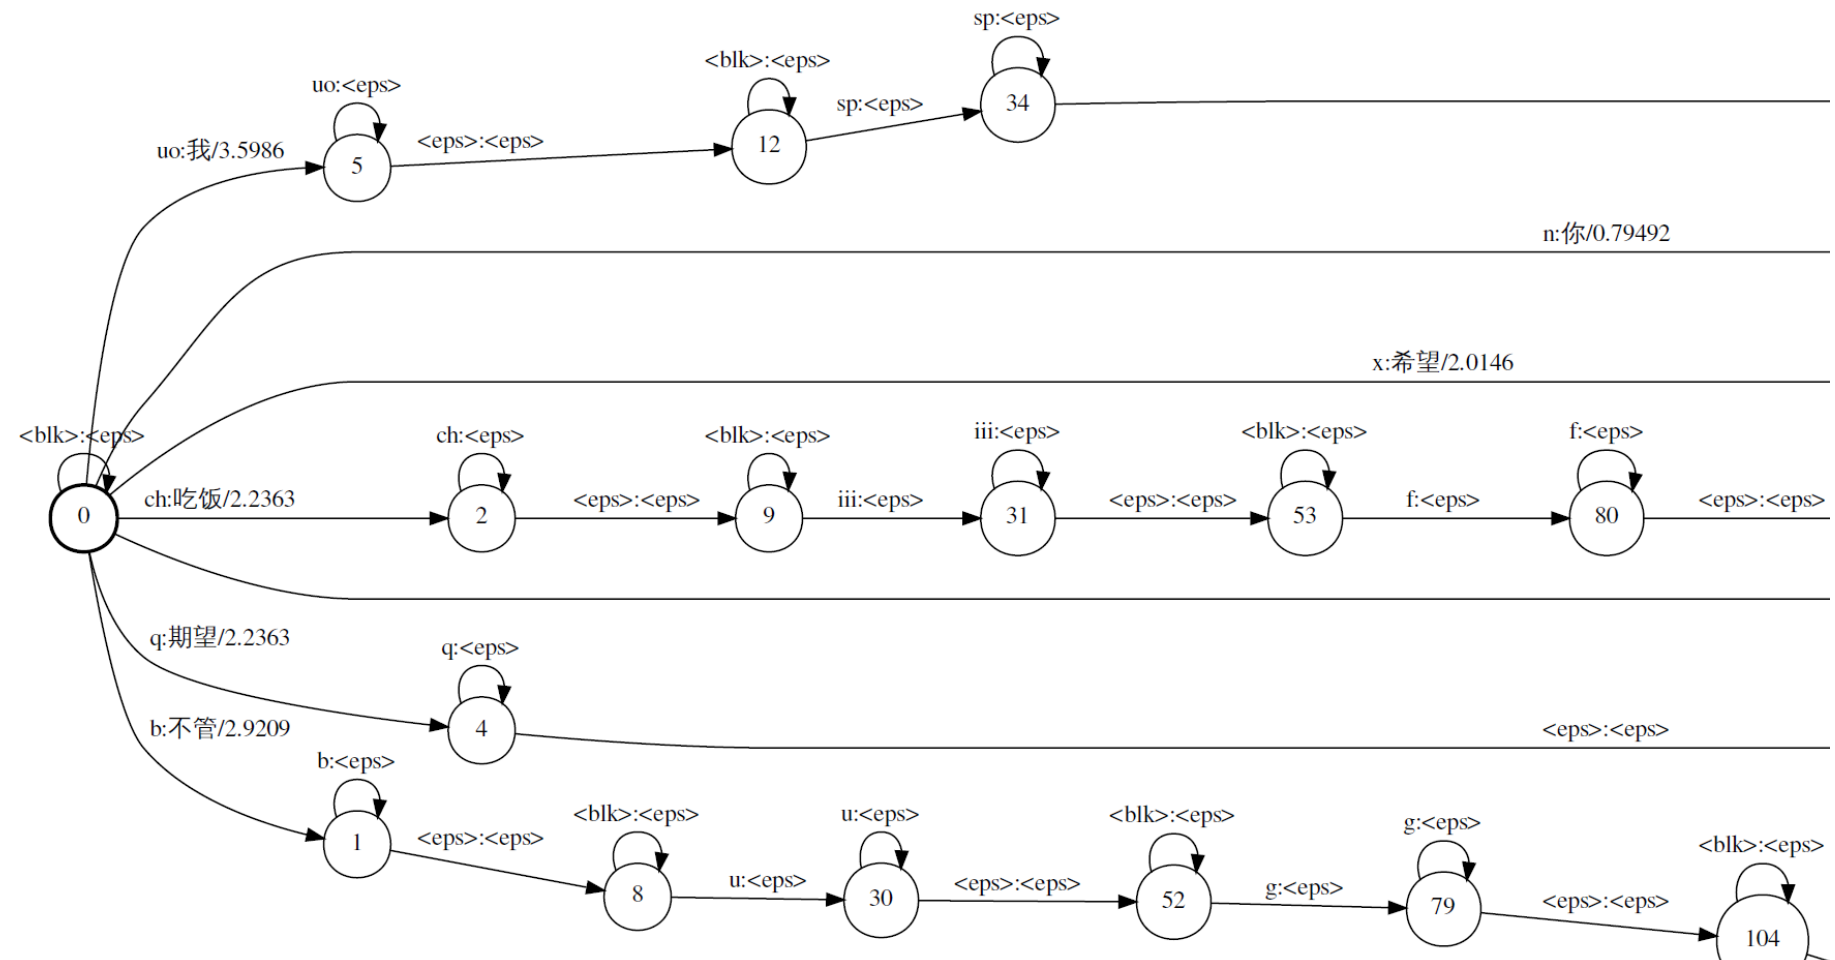 sp:<eps>
<blk>:<eps>
uo:<eps>
sp:<eps>
34
uo:我/3.5986
<eps>:<eps>
12
5
n:你/0.79492
x:希望/2.0146
<blk>:<eps>
ch:<eps>
<blk>:<eps>
iii:<eps>
<blk>:<eps>
f:<eps>
ch:吃饭/2.2363
<eps>:<eps>
iii:<eps>
<eps>:<eps>
f:<eps>
<eps>:<eps>
0
2
9
31
53
80
q:期望/2.2363
q:<eps>
4
b:不管/2.9209
<eps>:<eps>
b:<eps>
1
<eps>:<eps>
<blk>:<eps>
u:<eps>
<blk>:<eps>
g:<eps>
<blk>:<eps>
8
u:<eps>
30
<eps>:<eps>
52
g:<eps>
79
<eps>:<eps>
104